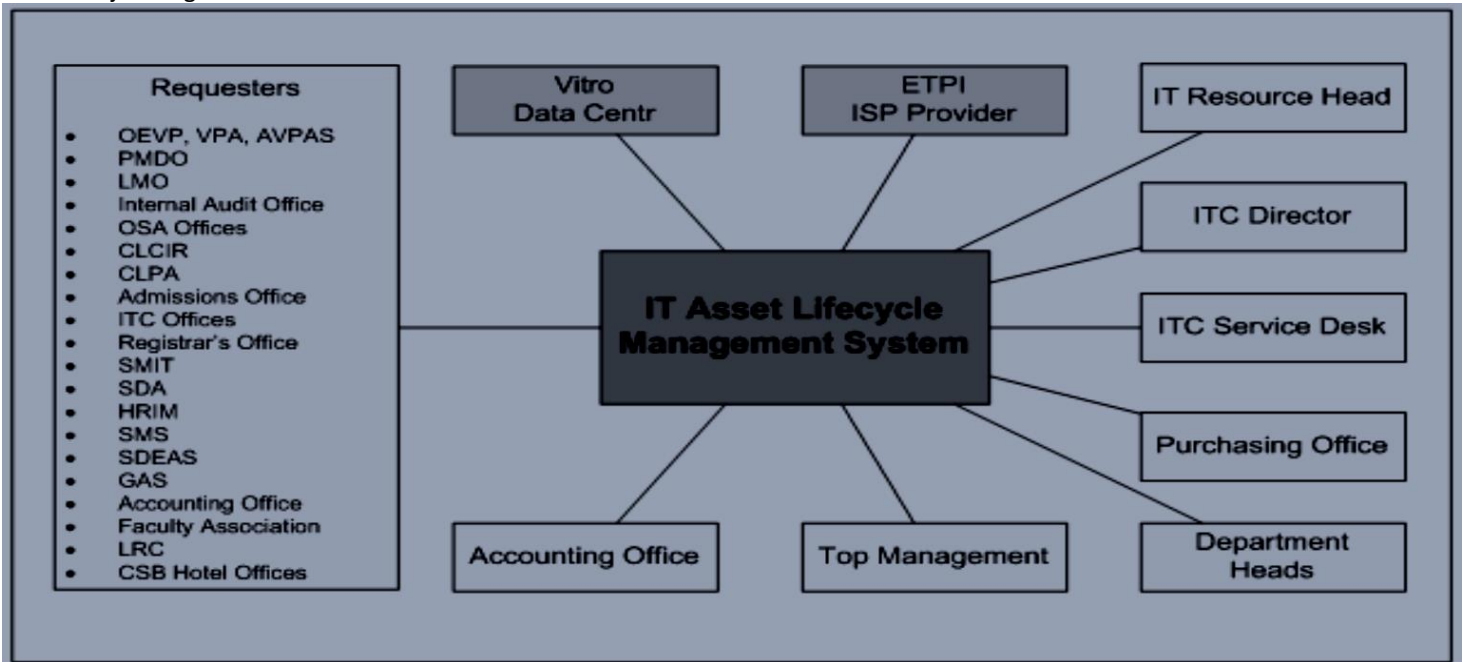 Requesters
• OEVP, VPA, AVPAS
• PMDO
• LMO
• Internal Audit Office
• OSA Offices
• CLCIR
• CLPA
• Admissions Office
• ITC Offices
• Registrar's Office
• SMIT
• SDA
• HRIM
• SMS
• SDEAS
• GAS
• Accounting Office
• Faculty Association
• LRC
• CSB Hotel Offices
Vitro
Data Centr
ETPI
ISP Provider
IT Resource Head
ITC Director
IT Asset Lifecycle
Management System
ITC Service Desk
Purchasing Office
Accounting Office
Top Management
Department
Heads